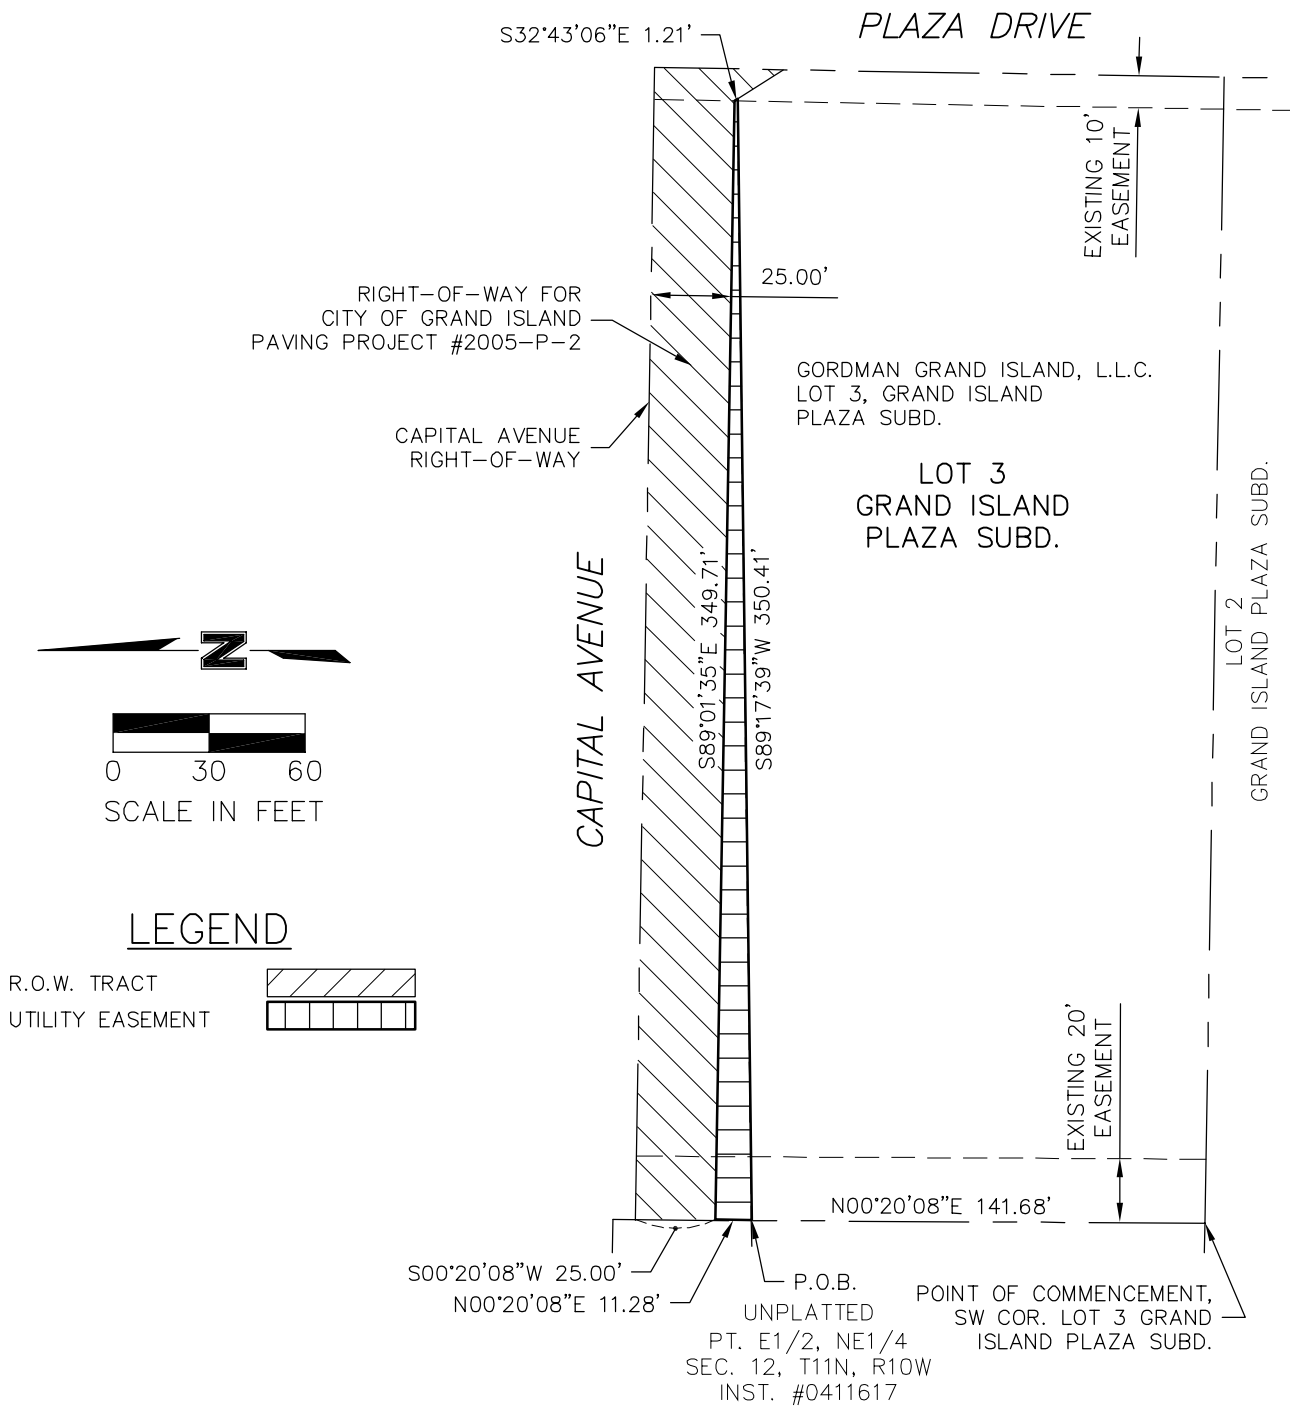 PLAZA DRIVE
S32°43'06"E 1.21'
EXISTING 10'
EASEMENT
25.00'
RIGHT-OF-WAY FOR
CITY OF GRAND ISLAND
PAVING PROJECT #2005-P-2
GORDMAN GRAND ISLAND, L.L.C.
LOT 3, GRAND ISLAND
PLAZA SUBD.
CAPITAL AVENUE
RIGHT-OF-WAY
LOT 3
GRAND ISLAND
PLAZA SUBD.
CAPITAL AVENUE
S89°01'35"E 349.71'
S89°17'39"W 350.41'
LOT 2
GRAND ISLAND PLAZA SUBD.
N
0 30 60
SCALE IN FEET
LEGEND
R.O.W. TRACT
UTILITY EASEMENT
EXISTING 20'
EASEMENT
N00°20'08"E 141.68'
S00°20'08"W 25.00'
N00°20'08"E 11.28'
P.O.B.
UNPLATTED
PT. E1/2, NE1/4
SEC. 12, T11N, R10W
INST. #0411617
POINT OF COMMENCEMENT,
SW COR. LOT 3 GRAND
ISLAND PLAZA SUBD.